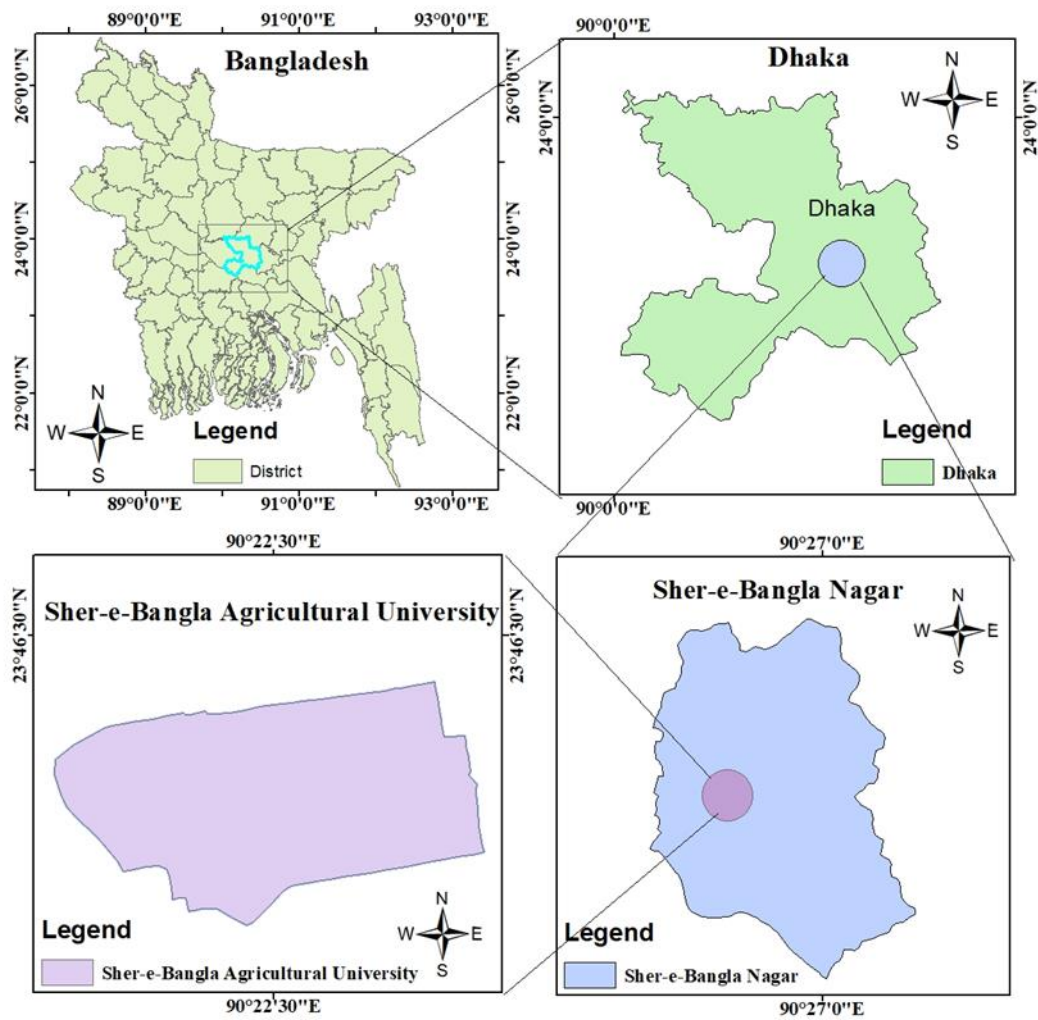 89°0'0"E 91°0'0"E 93°0'0"E
Bangladesh
26°0'0"N
26°0'0"N
24°0'0"N
24°0'0"N
22°0'0"N
22°0'0"N
N
W E
S
Legend
District
89°0'0"E 91°0'0"E 93°0'0"E
90°0'0"E
Dhaka
N
W E
S
24°0'0"N
24°0'0"N
Dhaka
Legend
Dhaka
90°0'0"E
90°22'30"E
Sher-e-Bangla Agricultural University
23°46'30"N
23°46'30"N
Legend
N
W E
S
Sher-e-Bangla Agricultural University
90°22'30"E
90°27'0"E
Sher-e-Bangla Nagar
N
W E
S
Legend
Sher-e-Bangla Nagar
90°27'0"E